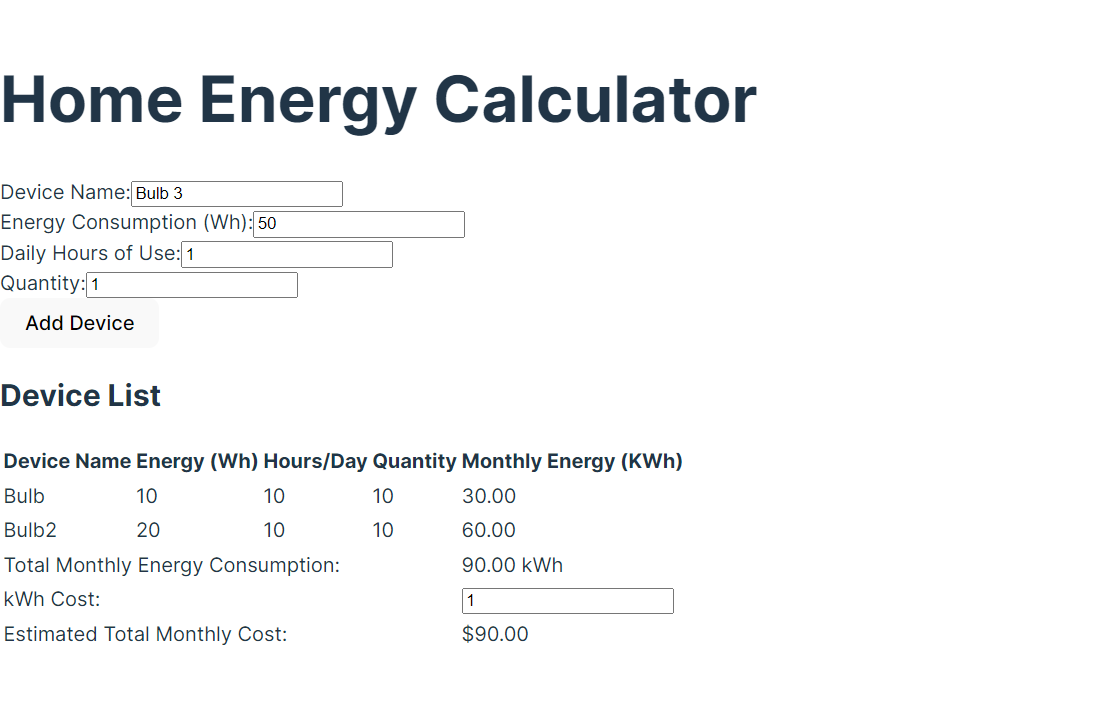 Home Energy Calculator
Device Name: Bulb 3
Energy Consumption (Wh): 50
Daily Hours of Use: 1
Quantity: 1
Add Device
Device List
Device Name Energy (Wh) Hours/Day Quantity Monthly Energy (KWh)
Bulb 10 10 10 30.00
Bulb2 20 10 10 60.00
Total Monthly Energy Consumption: 90.00 kWh
kWh Cost: 1
Estimated Total Monthly Cost: $90.00